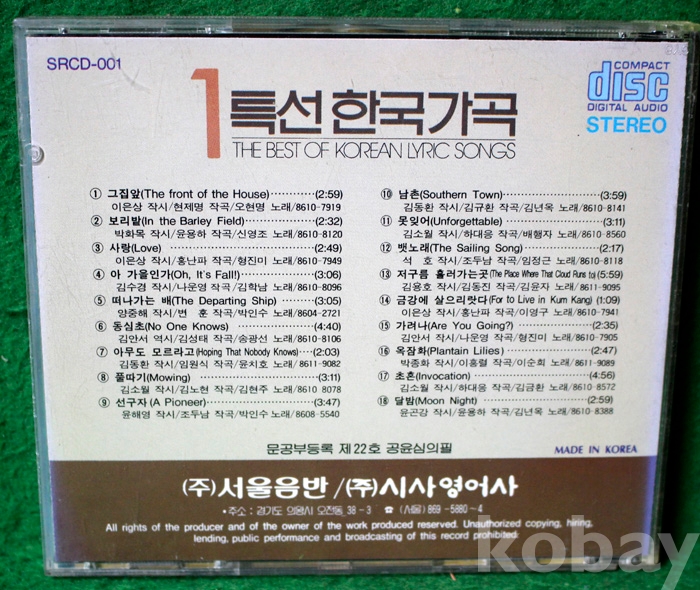 SRCD-001
COMPACT
disc
DIGITAL AUDIO
STEREO
1 특선 한국가곡
THE BEST OF KOREAN LYRIC SONGS
① 그집앞(The front of the House)············(2:59)
이은상 작시/현제명 작곡/오현명 노래/8610-7919
② 보리밭(In the Barley Field)··············(2:32)
박화목 작시/윤용하 작곡/신영조 노래/8610-8120
③ 사랑(Love)··············(2:49)
이은상 작시/홍난파 작곡/형진미 노래/8610-7949
④ 아 가을인가(Oh, It's Fall!)············(3:06)
김수경 작시/나운영 작곡/김학남 노래/8610-8096
⑤ 떠나가는 배(The Departing Ship)·········(3:05)
양중해 작시/변 훈 작곡/박인수 노래/8604-2721
⑥ 동심초(No One Knows)··············(4:40)
김안서 역시/김성태 작곡/송광선 노래/8610-8106
⑦ 아무도 모르라고(Hoping That Nobody Knows)····(2:03)
김동환 작시/임원식 작곡/윤치호 노래/8611-9082
⑧ 풀따기(Mowing)··············(3:11)
김소월 작시/김노현 작곡/김현주 노래/8610 8078
⑨ 선구자(A Pioneer)··············(3:47)
윤해영 작시/조두남 작곡/박인수 노래/8608-5540
⑩ 남촌(Southern Town)··············(3:59)
김동환 작시/김규환 작곡/김년옥 노래/8610-8141
⑪ 못잊어(Unforgettable)··············(3:11)
김소월 작시/하대응 작곡/배행자 노래/8610-8560
⑫ 뱃노래(The Sailing Song)············(2:17)
석 호 작시/조두남 작곡/임정근 노래/8610-8118
⑬ 저구름 흘러가는곳(The Place Where That Cloud Runs to)(5:59)
김용호 작시/김동진 작곡/김윤자 노래/8611-9095
⑭ 금강에 살으리랏다(For to Live in Kum Kang)(1:09)
이은상 작시/홍난파 작곡/이영구 노래/8610-7941
⑮ 가려나(Are You Going?)············(2:35)
김안서 작시/나운영 작곡/형진미 노래/8610-7905
⑯ 옥잠화(Plantain Lilies)············(2:47)
박종화 작시/이흥렬 작곡/이순희 노래/8611-9089
⑰ 초혼(Invocation)··············(4:56)
김소월 작시/하대응 작곡/김금환 노래/8610-8572
⑱ 달밤(Moon Night)··············(2:59)
윤곤강 작시/윤용하 작곡/김년옥 노래/8610-8388
문공부등록 제22호 공윤심의필
MADE IN KOREA
(주)서울음반/(주)시사영어사
•주소: 경기도 의왕시 오전동 38-3 ☎ (서울) 869-5880~4
All rights of the producer and of the owner of the work produced reserved. Unauthorized copying, hiring,
lending, public performance and broadcasting of this record prohibited.
kobay